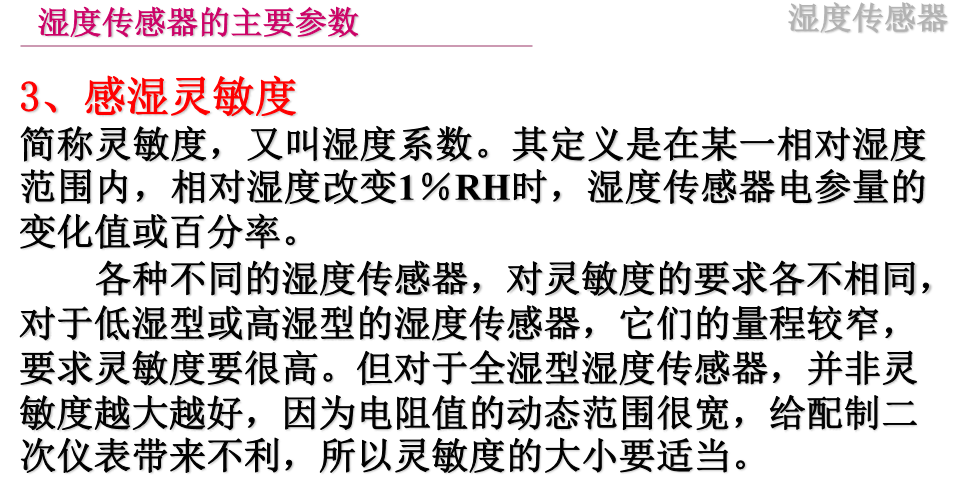 湿度传感器的主要参数
湿度传感器
3、感湿灵敏度
简称灵敏度，又叫湿度系数。其定义是在某一相对湿度
范围内，相对湿度改变1％RH时，湿度传感器电参量的
变化值或百分率。
各种不同的湿度传感器，对灵敏度的要求各不相同，
对于低湿型或高湿型的湿度传感器，它们的量程较窄，
要求灵敏度要很高。但对于全湿型湿度传感器，并非灵
敏度越大越好，因为电阻值的动态范围很宽，给配制二
次仪表带来不利，所以灵敏度的大小要适当。